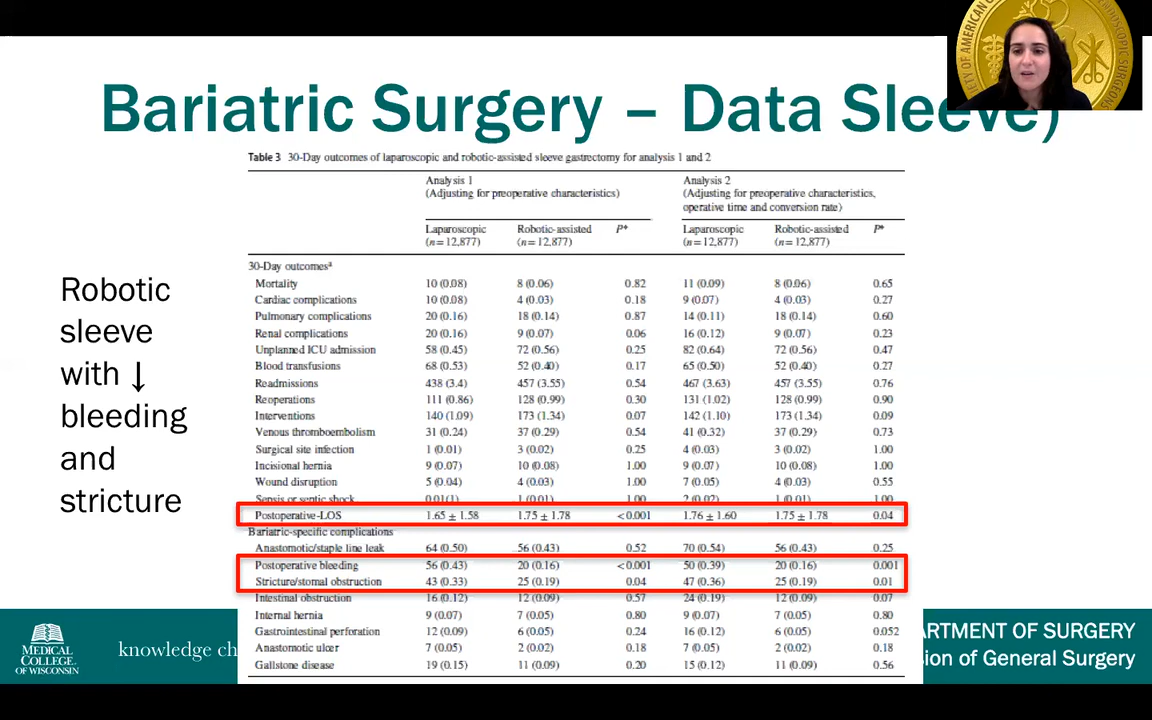 Bariatric Surgery – Data Sleeve)
Table 3 30-Day outcomes of laparoscopic and robotic-assisted sleeve gastrectomy for analysis 1 and 2
Analysis 1 Analysis 2
(Adjusting for preoperative characteristics) (Adjusting for preoperative characteristics,
operative time and conversion rate)
Laparoscopic Robotic-assisted P* Laparoscopic Robotic-assisted P*
(n=12,877) (n=12,877) (n=12,877) (n=12,877)
30-Day outcomesª
Mortality 10 (0.08) 8 (0.06) 0.82 11 (0.09) 8 (0.06) 0.65
Cardiac complications 10 (0.08) 4 (0.03) 0.18 9 (0.07) 4 (0.03) 0.27
Pulmonary complications 20 (0.16) 18 (0.14) 0.87 14 (0.11) 18 (0.14) 0.60
Renal complications 20 (0.16) 9 (0.07) 0.06 16 (0.12) 9 (0.07) 0.23
Unplanned ICU admission 58 (0.45) 72 (0.56) 0.25 82 (0.64) 72 (0.56) 0.47
Blood transfusions 68 (0.53) 52 (0.40) 0.17 65 (0.50) 52 (0.40) 0.27
Readmissions 438 (3.4) 457 (3.55) 0.54 467 (3.63) 457 (3.55) 0.76
Reoperations 111 (0.86) 128 (0.99) 0.30 131 (1.02) 128 (0.99) 0.90
Interventions 140 (1.09) 173 (1.34) 0.07 142 (1.10) 173 (1.34) 0.09
Venous thromboembolism 31 (0.24) 37 (0.29) 0.54 41 (0.32) 37 (0.29) 0.73
Surgical site infection 1 (0.01) 3 (0.02) 0.25 4 (0.03) 3 (0.02) 1.00
Incisional hernia 9 (0.07) 10 (0.08) 1.00 9 (0.07) 10 (0.08) 1.00
Wound disruption 5 (0.04) 4 (0.03) 1.00 7 (0.05) 4 (0.03) 0.55
Sepsis or septic shock 0.01(1) 1 (0.01) 1.00 2 (0.02) 1 (0.01) 1.00
Postoperative-LOS 1.65 ± 1.58 1.75 ± 1.78 <0.001 1.76 ± 1.60 1.75 ± 1.78 0.04
Bariatric-specific complications
Anastomotic/staple line leak 64 (0.50) 56 (0.43) 0.52 70 (0.54) 56 (0.43) 0.25
Postoperative bleeding 56 (0.43) 20 (0.16) <0.001 50 (0.39) 20 (0.16) 0.001
Stricture/stomal obstruction 43 (0.33) 25 (0.19) 0.04 47 (0.36) 25 (0.19) 0.01
Intestinal obstruction 16 (0.12) 12 (0.09) 0.57 24 (0.19) 12 (0.09) 0.07
Internal hernia 9 (0.07) 7 (0.05) 0.80 9 (0.07) 7 (0.05) 0.80
Gastrointestinal perforation 12 (0.09) 6 (0.05) 0.24 16 (0.12) 6 (0.05) 0.052
Anastomotic ulcer 7 (0.05) 2 (0.02) 0.18 7 (0.05) 2 (0.02) 0.18
Gallstone disease 19 (0.15) 11 (0.09) 0.20 15 (0.12) 11 (0.09) 0.56
Robotic
sleeve
with ↓
bleeding
and
stricture
MEDICAL
COLLEGE
OF WISCONSIN
knowledge ch
ARTMENT OF SURGERY
ion of General Surgery